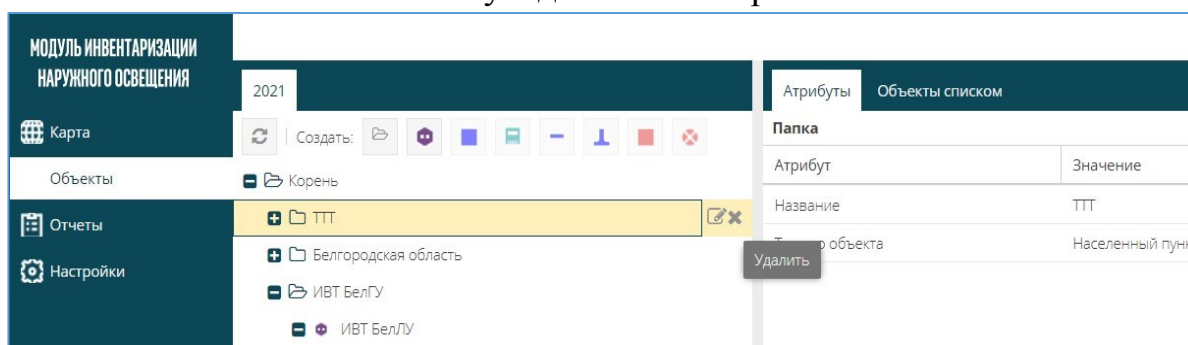 МОДУЛЬ ИНВЕНТАРИЗАЦИИ
НАРУЖНОГО ОСВЕЩЕНИЯ
Карта
Объекты
Отчеты
Настройки
2021
Создать:
Корень
ТТТ
Белгородская область
ИВТ БелГУ
ИВТ БелЛУ
Атрибуты Объекты списком
Папка
Атрибут Значение
Название ТТТ
объекта Населенный пунк
Удалить